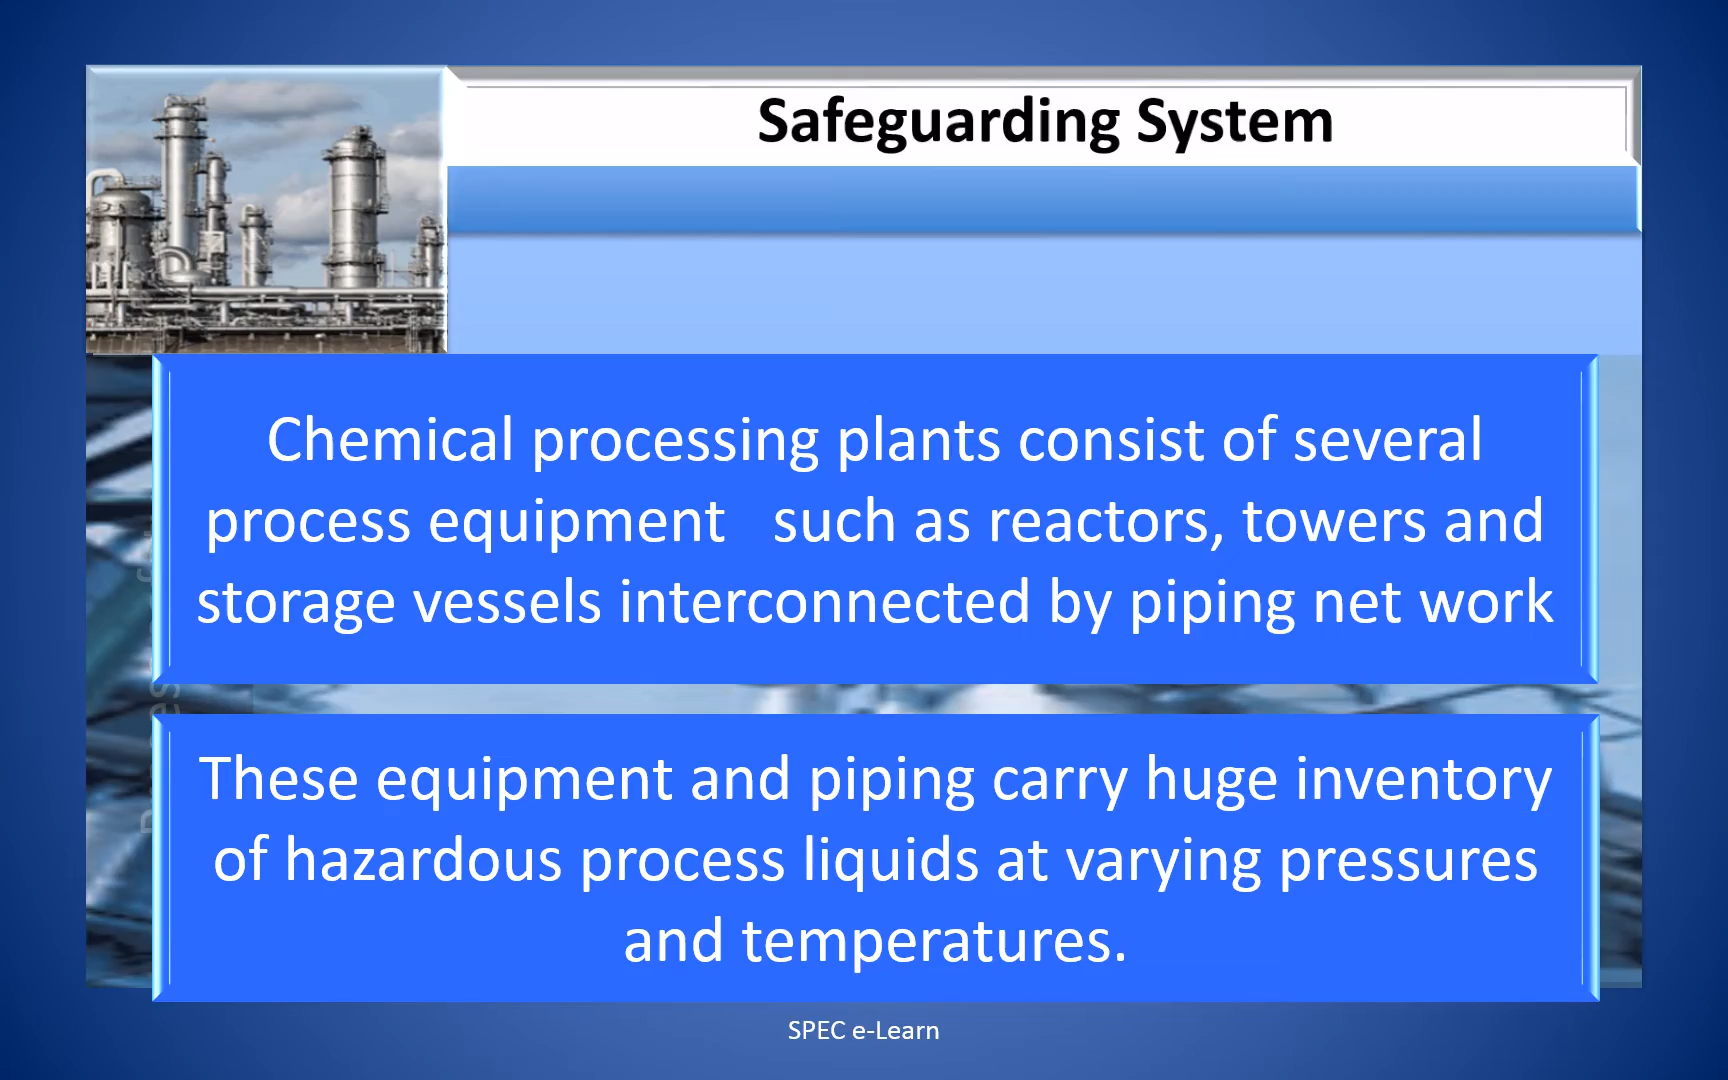 Safeguarding System
Chemical processing plants consist of several
process equipment   such as reactors, towers and
storage vessels interconnected by piping net work
These equipment and piping carry huge inventory
of hazardous process liquids at varying pressures
and temperatures.
SPEC e-Learn